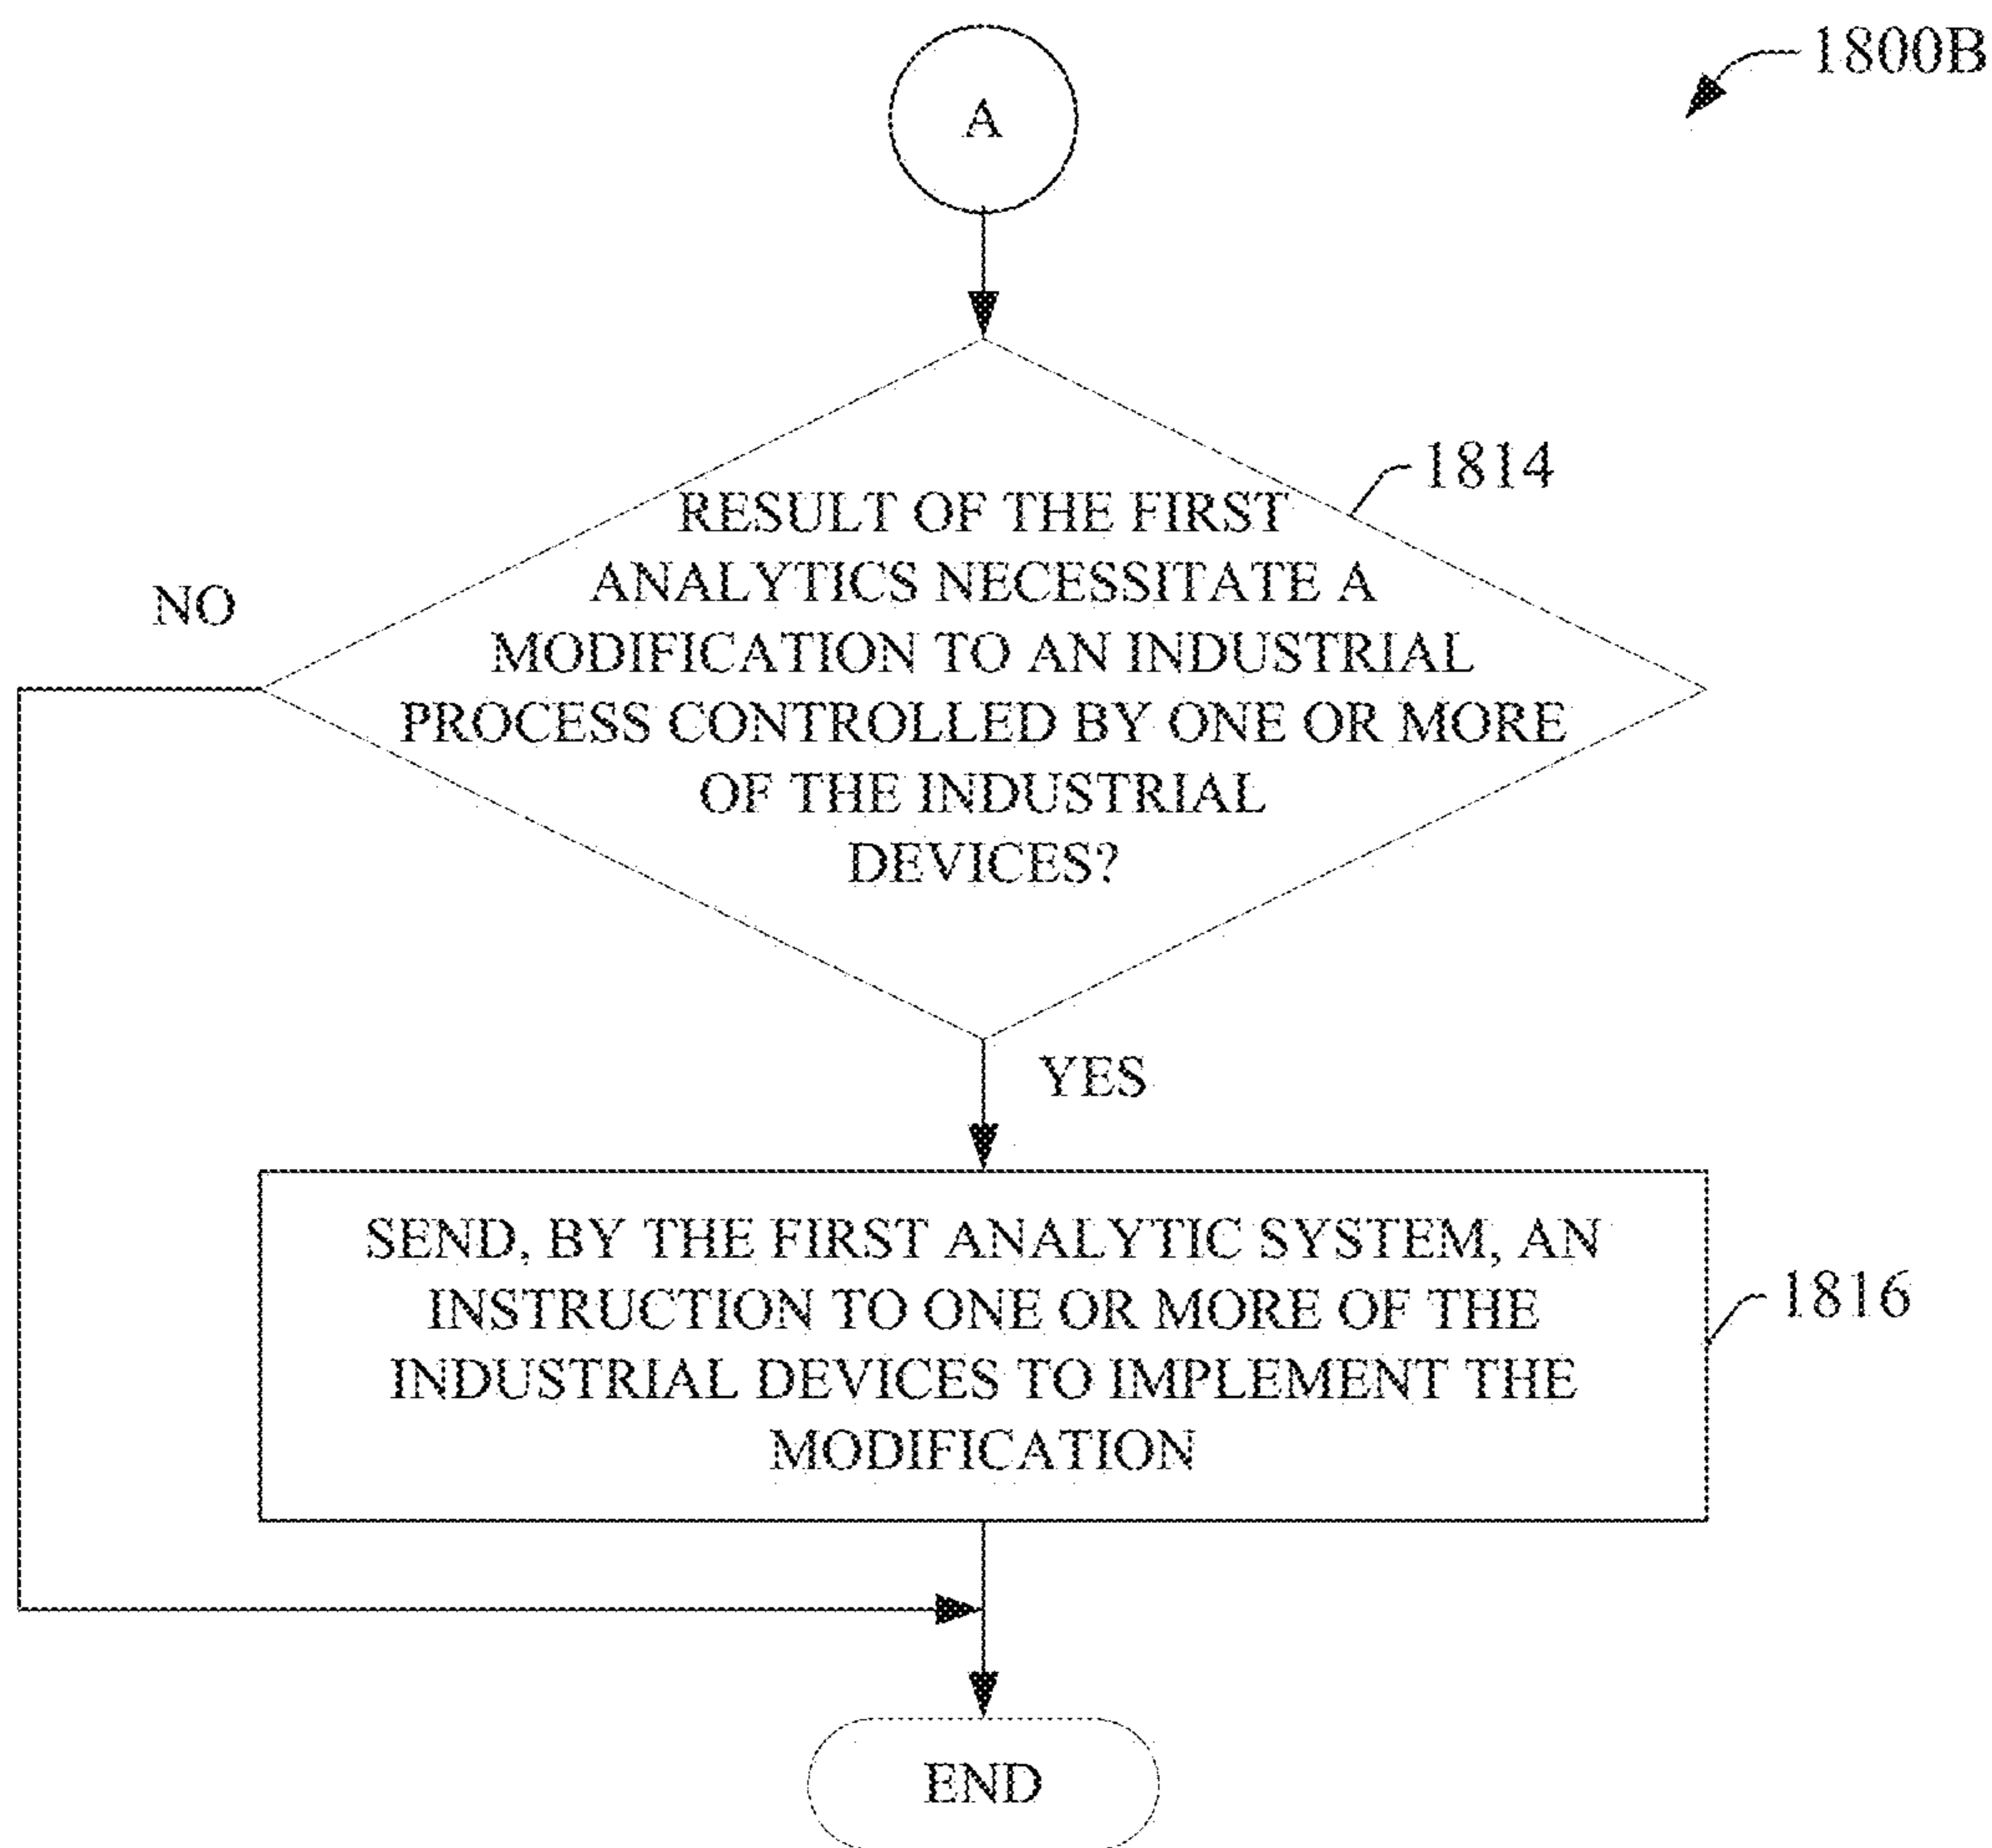 1800B
A
1814
RESULT OF THE FIRST
ANALYTICS NECESSITATE A
MODIFICATION TO AN INDUSTRIAL
PROCESS CONTROLLED BY ONE OR MORE
OF THE INDUSTRIAL
DEVICES?
NO
YES
SEND, BY THE FIRST ANALYTIC SYSTEM, AN
INSTRUCTION TO ONE OR MORE OF THE
INDUSTRIAL DEVICES TO IMPLEMENT THE
MODIFICATION
1816
END